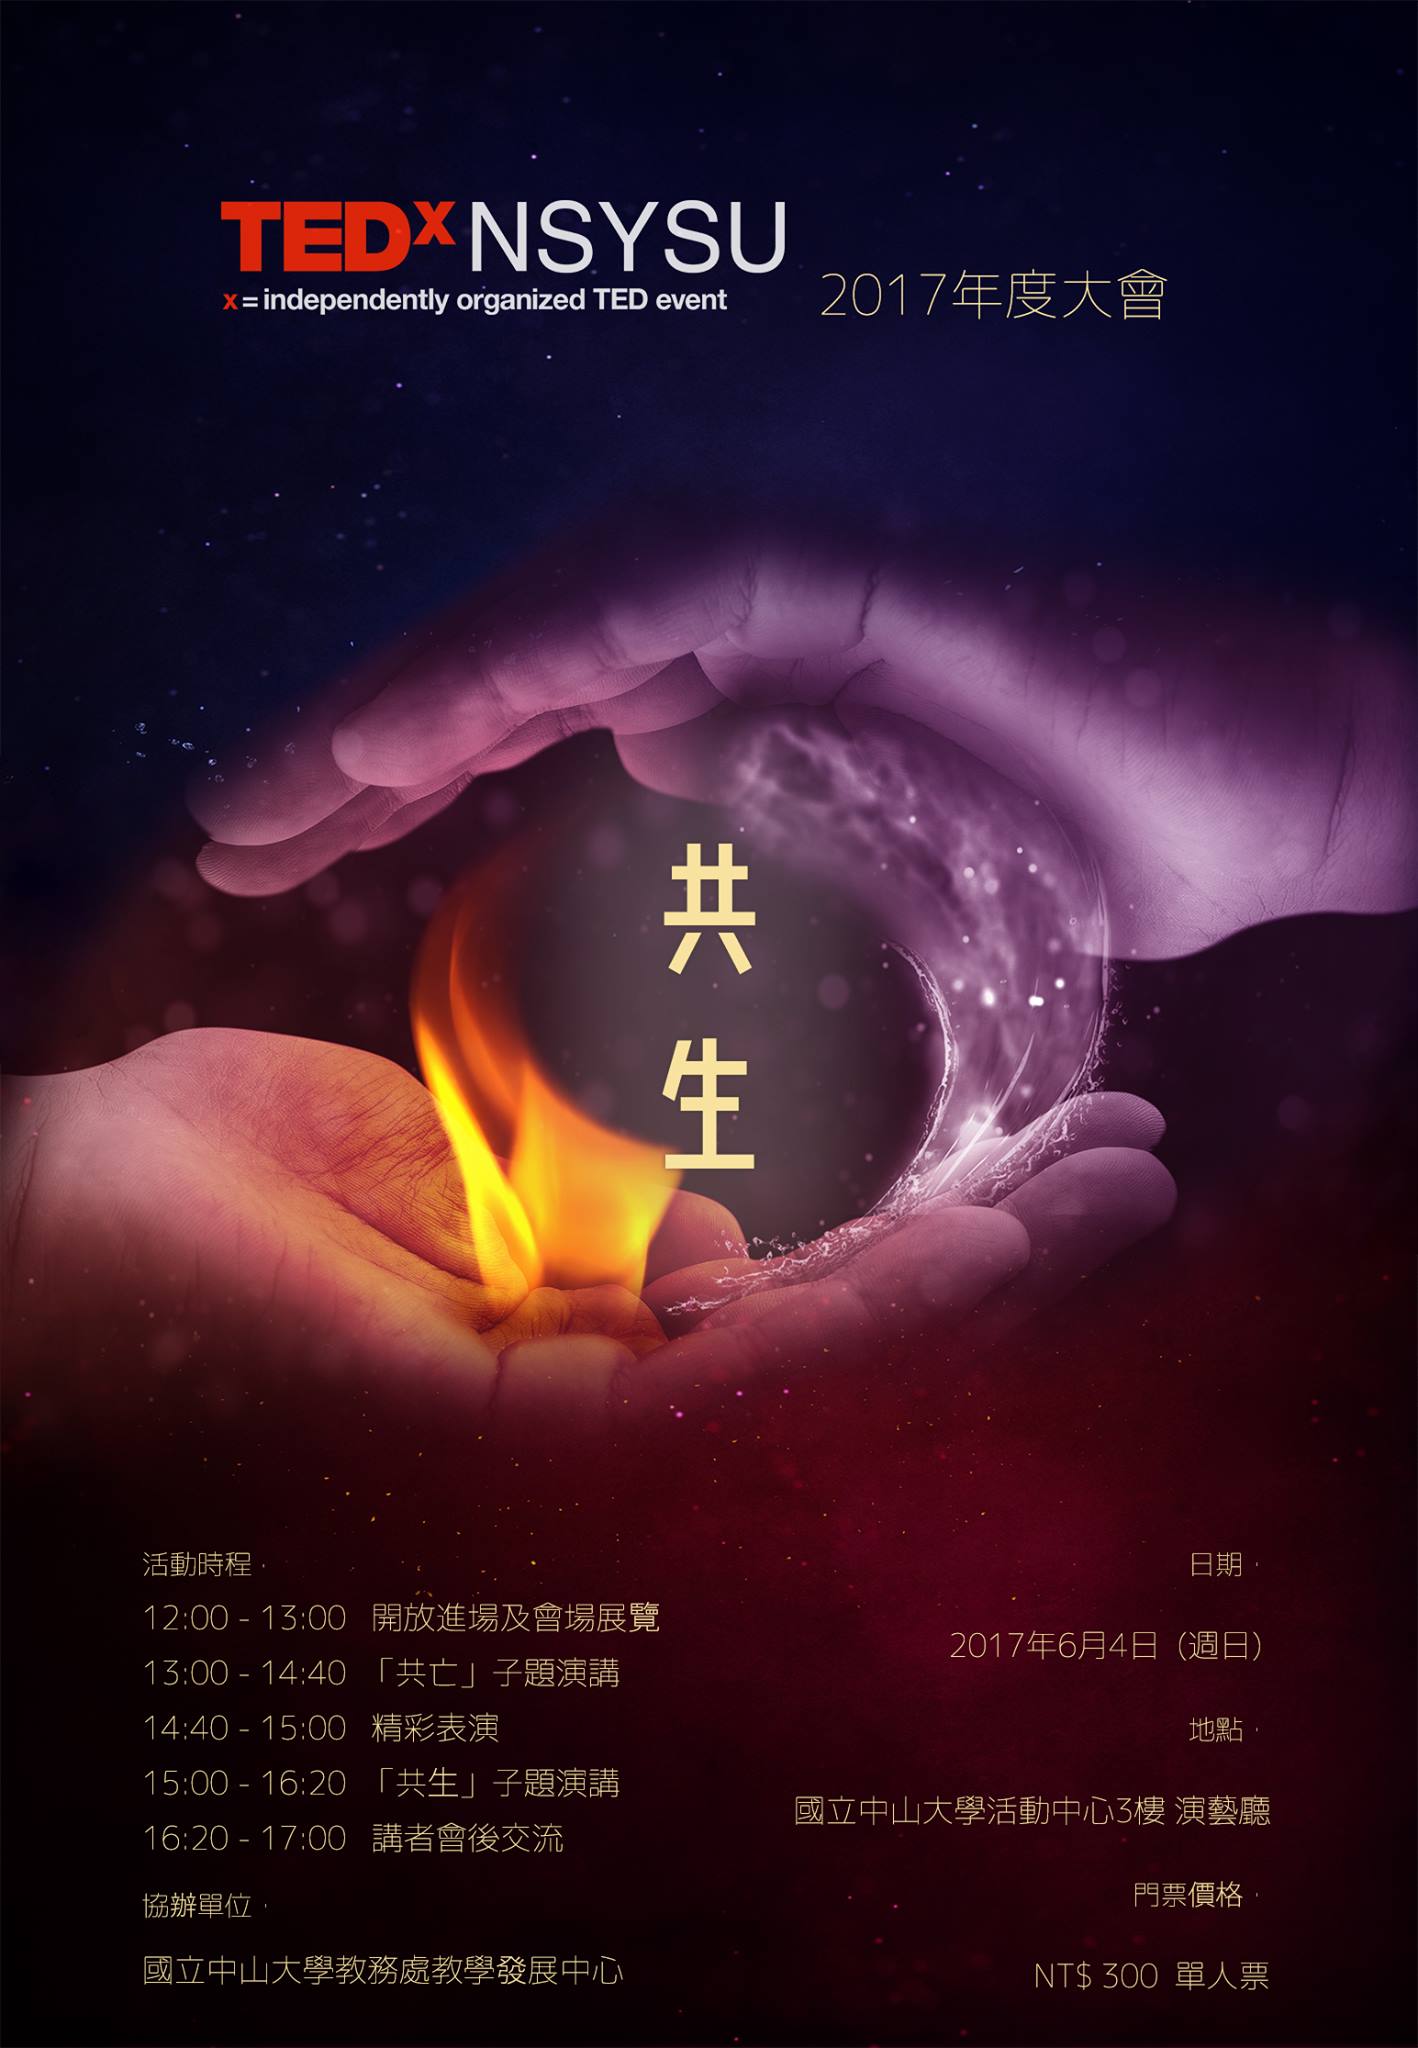 TEDx NSYSU
x = independently organized TED event
2017年度大會
共
生
活動時程 ·
12:00 - 13:00 開放進場及會場展覽
13:00 - 14:40 「共亡」子題演講
14:40 - 15:00 精彩表演
15:00 - 16:20 「共生」子題演講
16:20 - 17:00 講者會後交流
協辦單位 ·
國立中山大學教務處教學發展中心
日期 ·
2017年6月4日 (週日)
地點 ·
國立中山大學活動中心3樓 演藝廳
門票價格 ·
NT$ 300 單人票